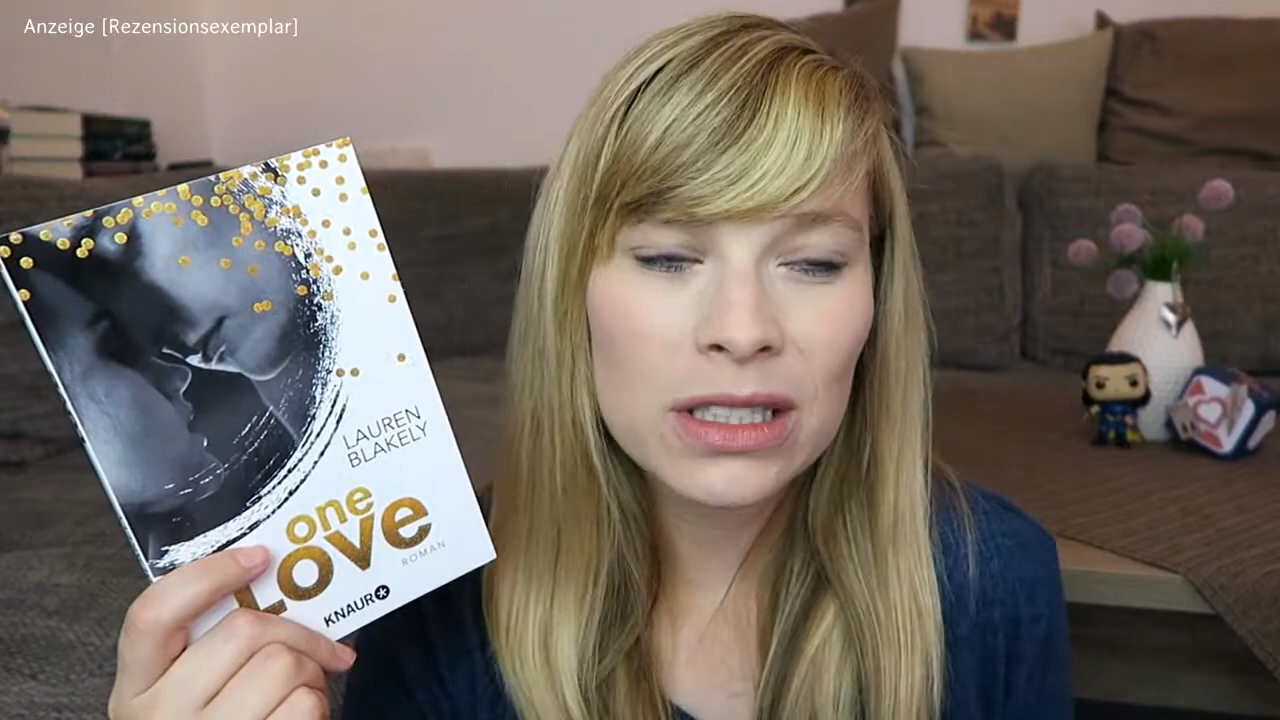 Anzeige [Rezensionsexemplar]
LAUREN
BLAKELY
one
Love
ROMAN
KNAUR